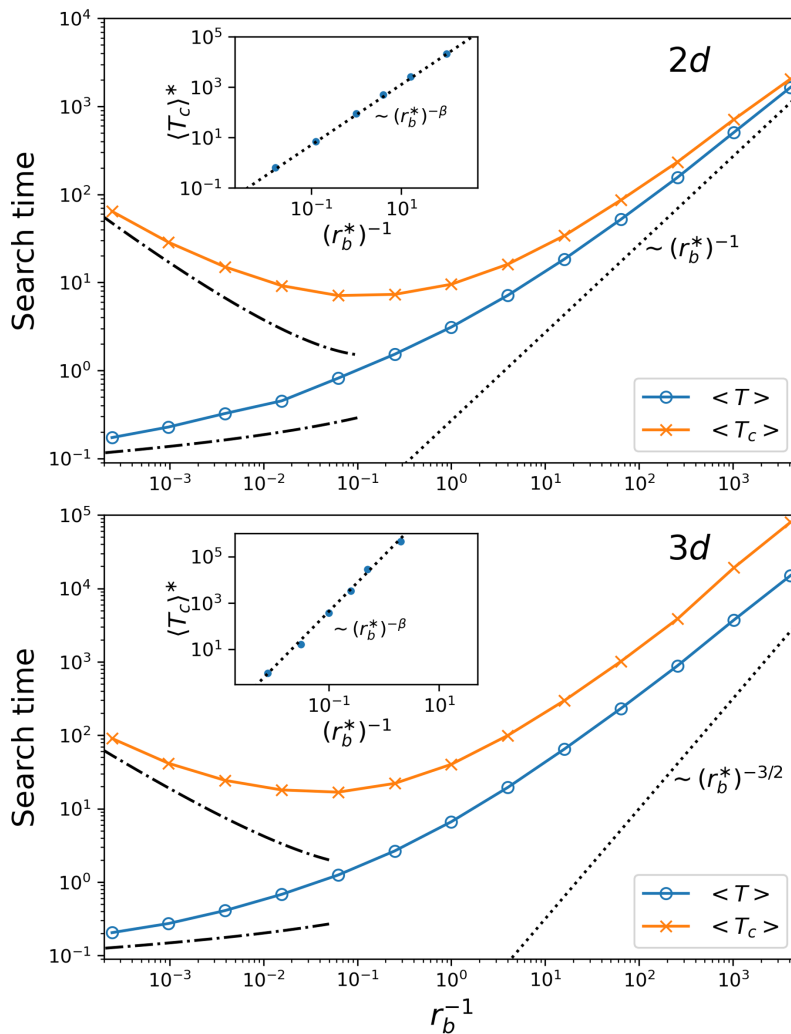 2d
Search time
10^4
10^3
10^2
10^1
10^0
10^{-1}
⟨T_c⟩*
10^5
10^3
10^1
10^{-1}
~(r_b^*)^{-β}
10^{-1}
10^1
(r_b^*)^{-1}
~(r_b^*)^{-1}
<T>
<T_c>
10^{-3}
10^{-2}
10^{-1}
10^0
10^1
10^2
10^3
3d
Search time
10^5
10^4
10^3
10^2
10^1
10^0
10^{-1}
⟨T_c⟩*
10^5
10^3
10^1
~(r_b^*)^{-β}
10^{-1}
10^1
(r_b^*)^{-1}
~(r_b^*)^{-3/2}
<T>
<T_c>
10^{-3}
10^{-2}
10^{-1}
10^0
10^1
10^2
10^3
r_b^{-1}